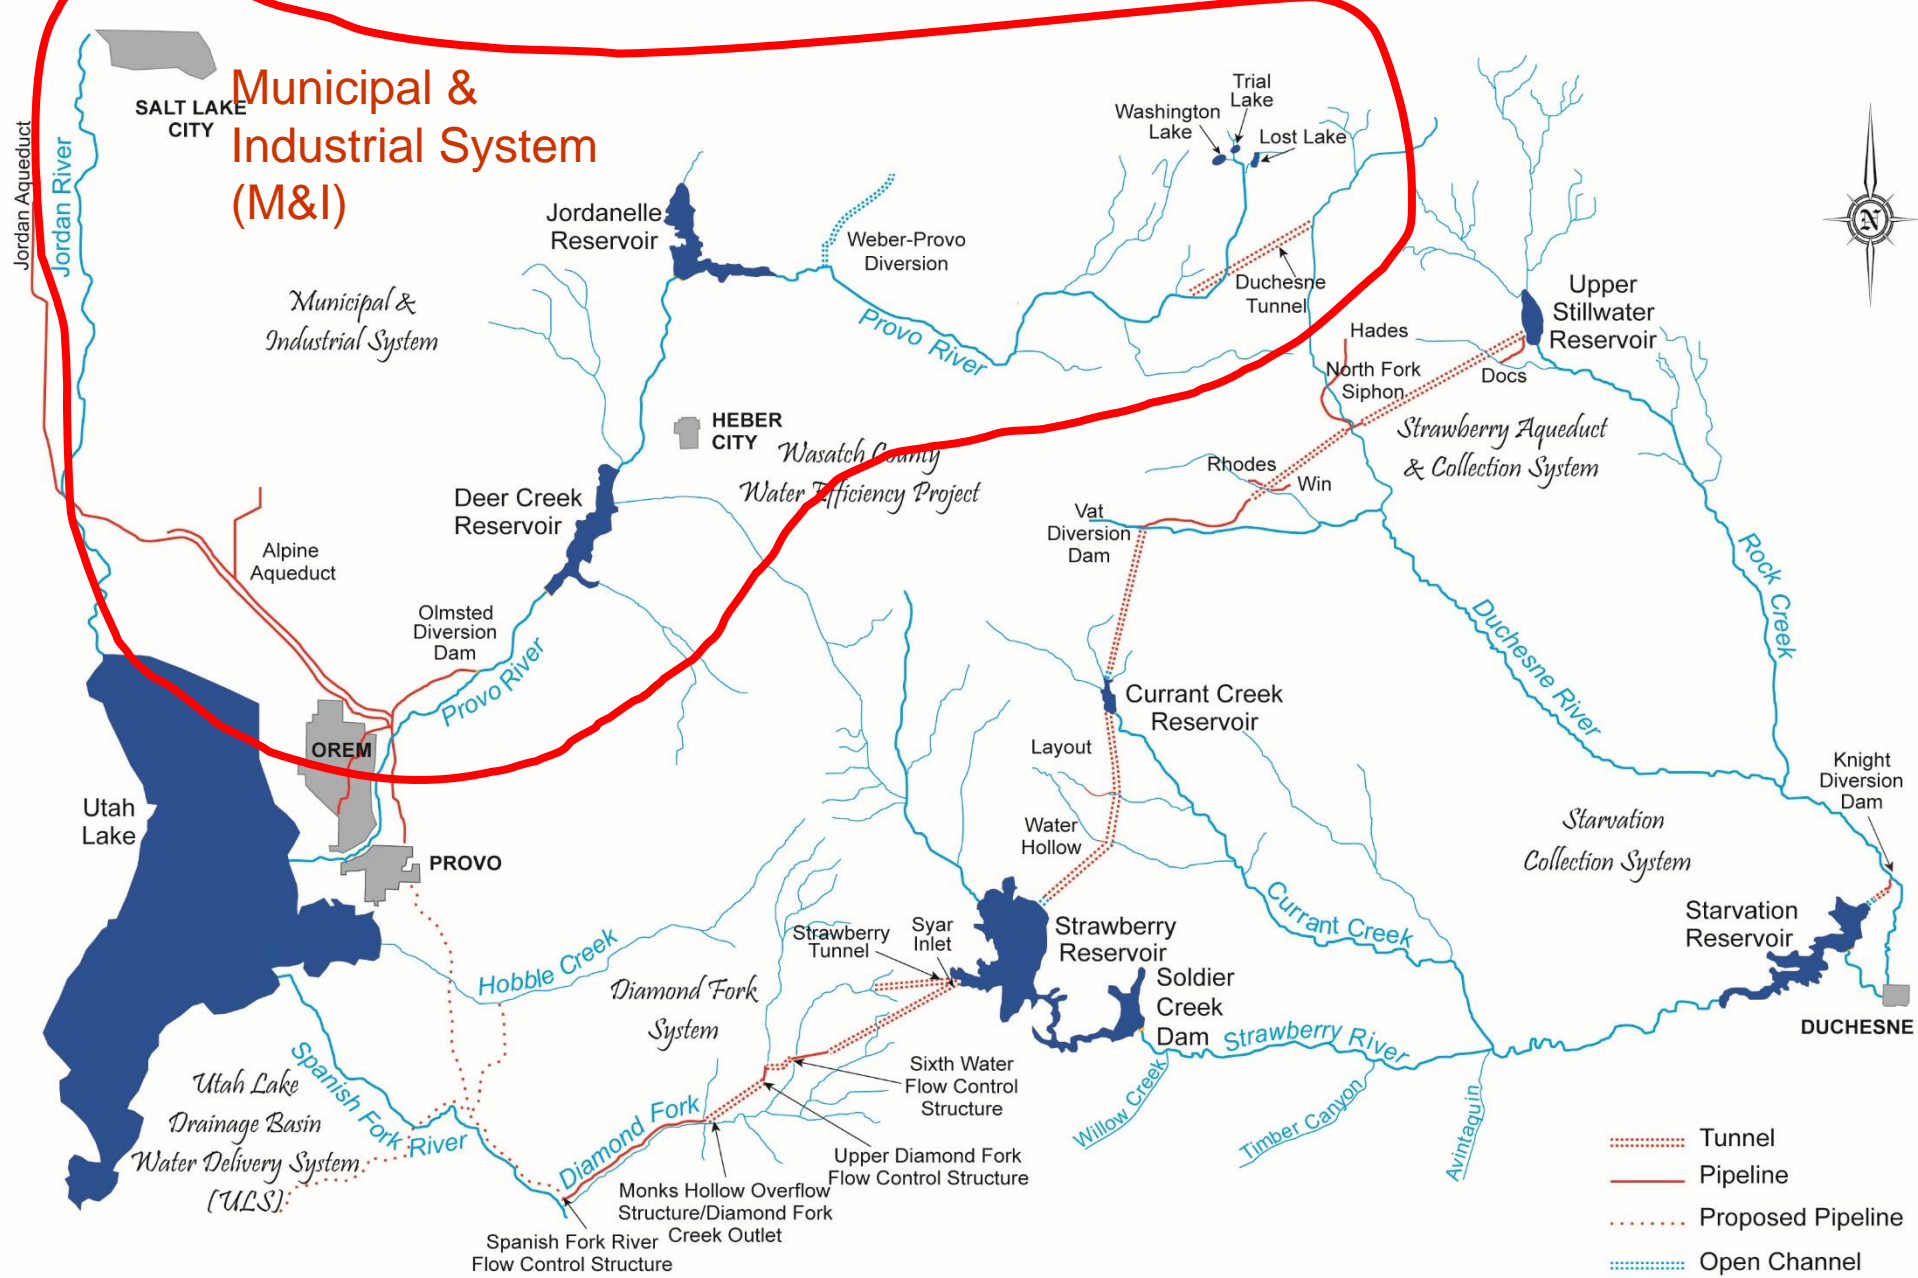 SALT LAKE
CITY
Municipal &
Industrial System
(M&I)
Jordan Aqueduct
Jordan River
Municipal &
Industrial System
Jordanelle
Reservoir
Weber-Provo
Diversion
Provo River
Washington
Lake
Trial
Lake
Lost Lake
Duchesne
Tunnel
N
Upper
Stillwater
Reservoir
Hades
North Fork
Siphon
Docs
Strawberry Aqueduct
& Collection System
Rhodes
Win
Vat
Diversion
Dam
HEBER
CITY
Wasatch County
Water Efficiency Project
Deer Creek
Reservoir
Alpine
Aqueduct
Olmsted
Diversion
Dam
Provo River
Rock Creek
Duchesne River
Currant Creek
Reservoir
Layout
Water
Hollow
OREM
Utah
Lake
PROVO
Knight
Diversion
Dam
Starvation
Collection System
Starvation
Reservoir
DUCHESNE
Currant Creek
Strawberry
Tunnel
Syar
Inlet
Strawberry
Reservoir
Soldier
Creek
Dam
Strawberry River
Hobble Creek
Diamond Fork
System
Sixth Water
Flow Control
Structure
Willow Creek
Timber Canyon
Avintaquin
Spanish Fork River
Utah Lake
Drainage Basin
Water Delivery System
(ULS)
Diamond Fork
Upper Diamond Fork
Flow Control Structure
Monks Hollow Overflow
Structure/Diamond Fork
Creek Outlet
Spanish Fork River
Flow Control Structure
Tunnel
Pipeline
Proposed Pipeline
Open Channel